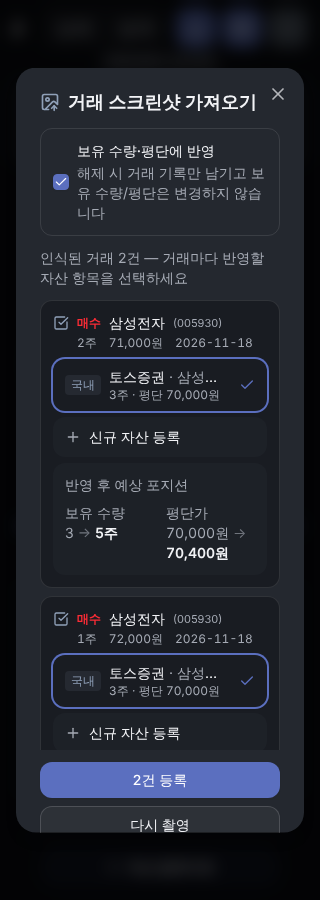 거래 스크린샷 가져오기
보유 수량·평단에 반영
해제 시 거래 기록만 남기고 보
유 수량/평단은 변경하지 않습
니다
인식된 거래 2건 — 거래마다 반영할
자산 항목을 선택하세요
매수 삼성전자 (005930)
2주 71,000원 2026-11-18
국내 토스증권 · 삼성...
3주 · 평단 70,000원
+ 신규 자산 등록
반영 후 예상 포지션
보유 수량 평단가
3 → 5주 70,000원 →
70,400원
매수 삼성전자 (005930)
1주 72,000원 2026-11-18
국내 토스증권 · 삼성...
3주 · 평단 70,000원
+ 신규 자산 등록
2건 등록
다시 촬영